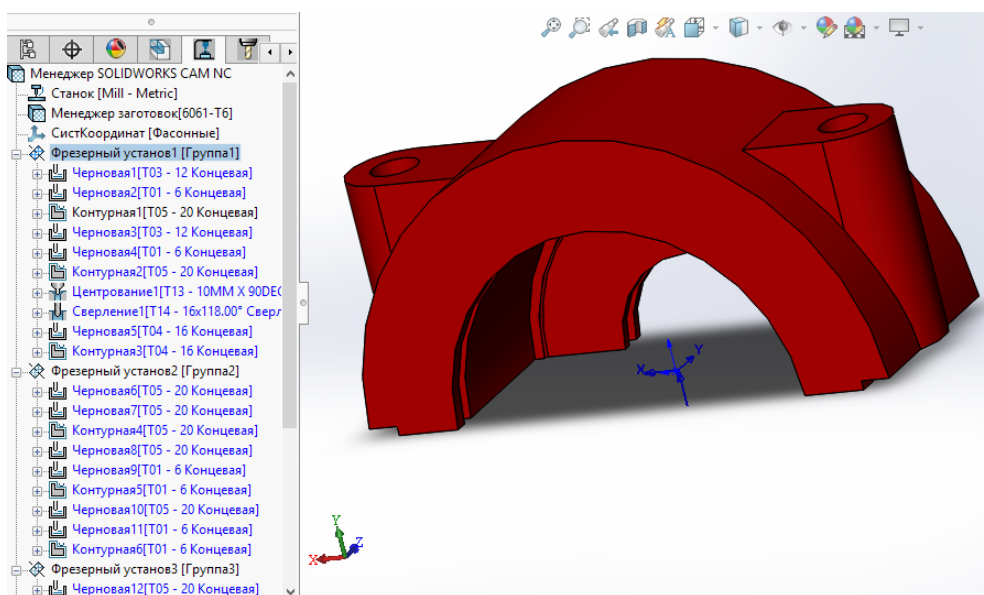 Менеджер SOLIDWORKS CAM NC
Станок [Mill - Metric]
Менеджер заготовок[6061-T6]
СистКоординат [Фасонные]
Фрезерный установ1 [Группа1]
Черновая1[T03 - 12 Концевая]
Черновая2[T01 - 6 Концевая]
Контурная1[T05 - 20 Концевая]
Черновая3[T03 - 12 Концевая]
Черновая4[T01 - 6 Концевая]
Контурная2[T05 - 20 Концевая]
Центрование1[T13 - 10MM X 90DEG
Сверление1[T14 - 16x118.00° Сверл
Черновая5[T04 - 16 Концевая]
Контурная3[T04 - 16 Концевая]
Фрезерный установ2 [Группа2]
Черновая6[T05 - 20 Концевая]
Черновая7[T05 - 20 Концевая]
Контурная4[T05 - 20 Концевая]
Черновая8[T05 - 20 Концевая]
Черновая9[T01 - 6 Концевая]
Контурная5[T01 - 6 Концевая]
Черновая10[T05 - 20 Концевая]
Черновая11[T01 - 6 Концевая]
Контурная6[T01 - 6 Концевая]
Фрезерный установ3 [Группа3]
Черновая12[T05 - 20 Концевая]
X
Y
Y
Z
X